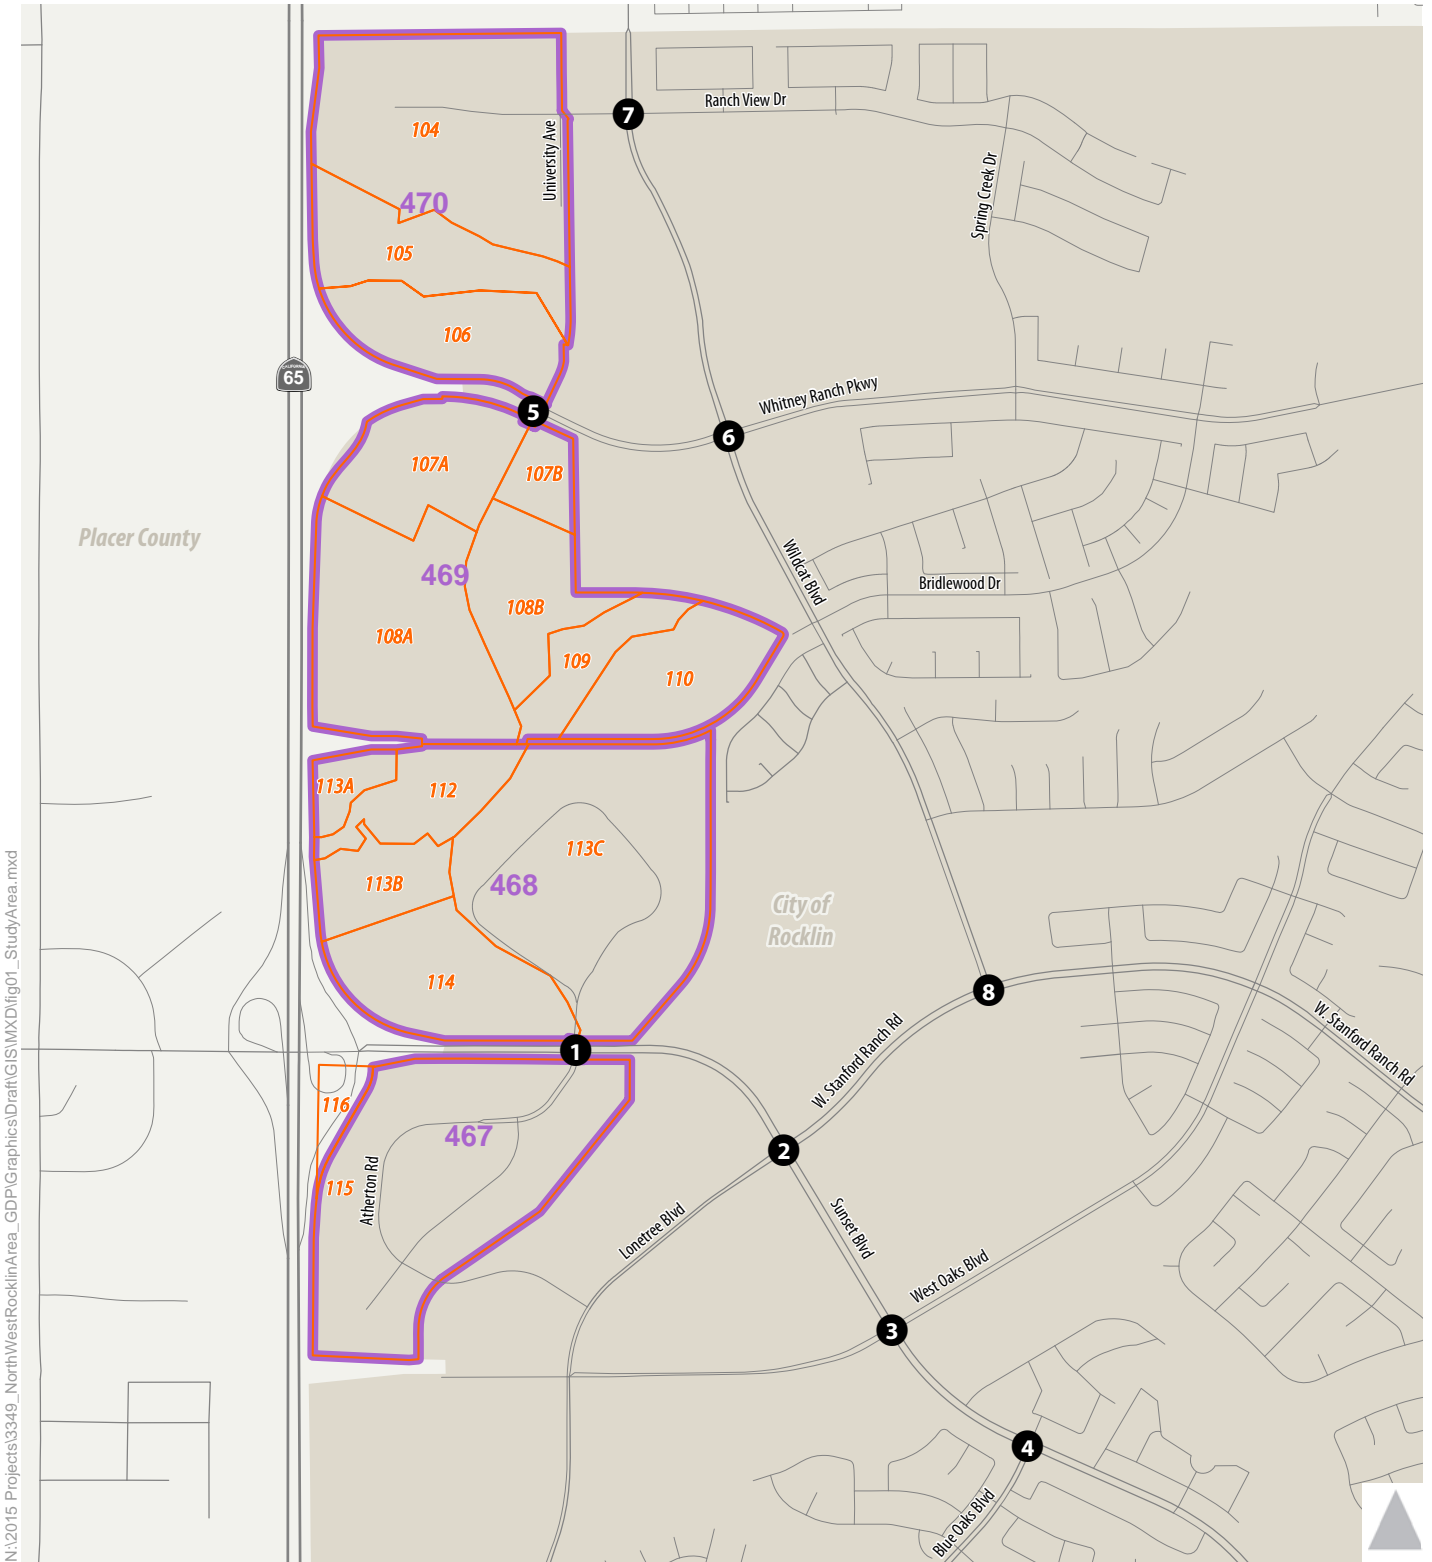 7
Ranch View Dr
104
University Ave
Spring Creek Dr
470
105
106
CALIFORNIA
65
5
Whitney Ranch Pkwy
6
107A
107B
Placer County
Wildcat Blvd
469
Bridlewood Dr
108B
108A
109
110
113A
112
113C
113B
468
City of
Rocklin
114
8
W. Stanford Ranch Rd
W. Stanford Ranch Rd
1
116
467
2
115
Atherton Rd
Lonetree Blvd
Sunset Blvd
West Oaks Blvd
3
4
Blue Oaks Blvd
N:\2015 Projects\3349_NorthWestRocklinArea_GDP\Graphics\Draft\GIS\MXD\fig01_StudyArea.mxd